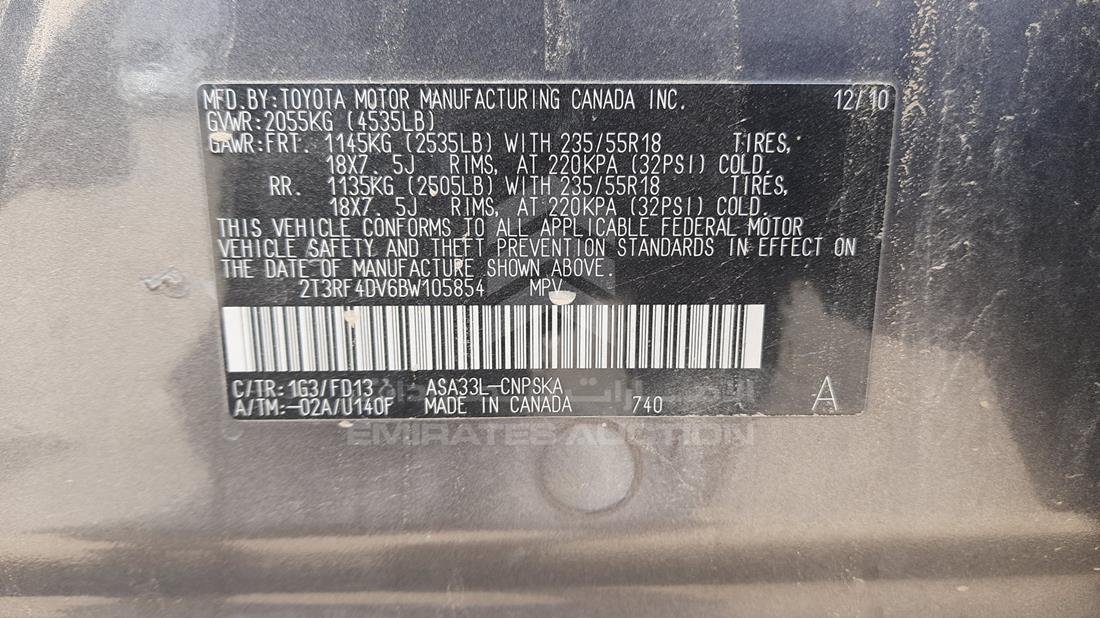 MFD.BY:TOYOTA MOTOR MANUFACTURING CANADA INC. 12/10
GVWR:2055KG (4535LB)
GAWR:FRT. 1145KG (2535LB) WITH 235/55R18 TIRES,
18X7. 5J RIMS, AT 220KPA (32PSI) COLD.
RR. 1135KG (2505LB) WITH 235/55R18 TIRES,
18X7. 5J RIMS, AT 220KPA (32PSI) COLD.
THIS VEHICLE CONFORMS TO ALL APPLICABLE FEDERAL MOTOR
VEHICLE SAFETY AND THEFT PREVENTION STANDARDS IN EFFECT ON
THE DATE OF MANUFACTURE SHOWN ABOVE.
2T3RF4DV6BW105854 MPV
C/TR:1G3/FD13 ASA33L-CNPSKA
A/TM:-02A/U140F MADE IN CANADA 740 A
الإمارات للمزادات
EMIRATES AUCTION